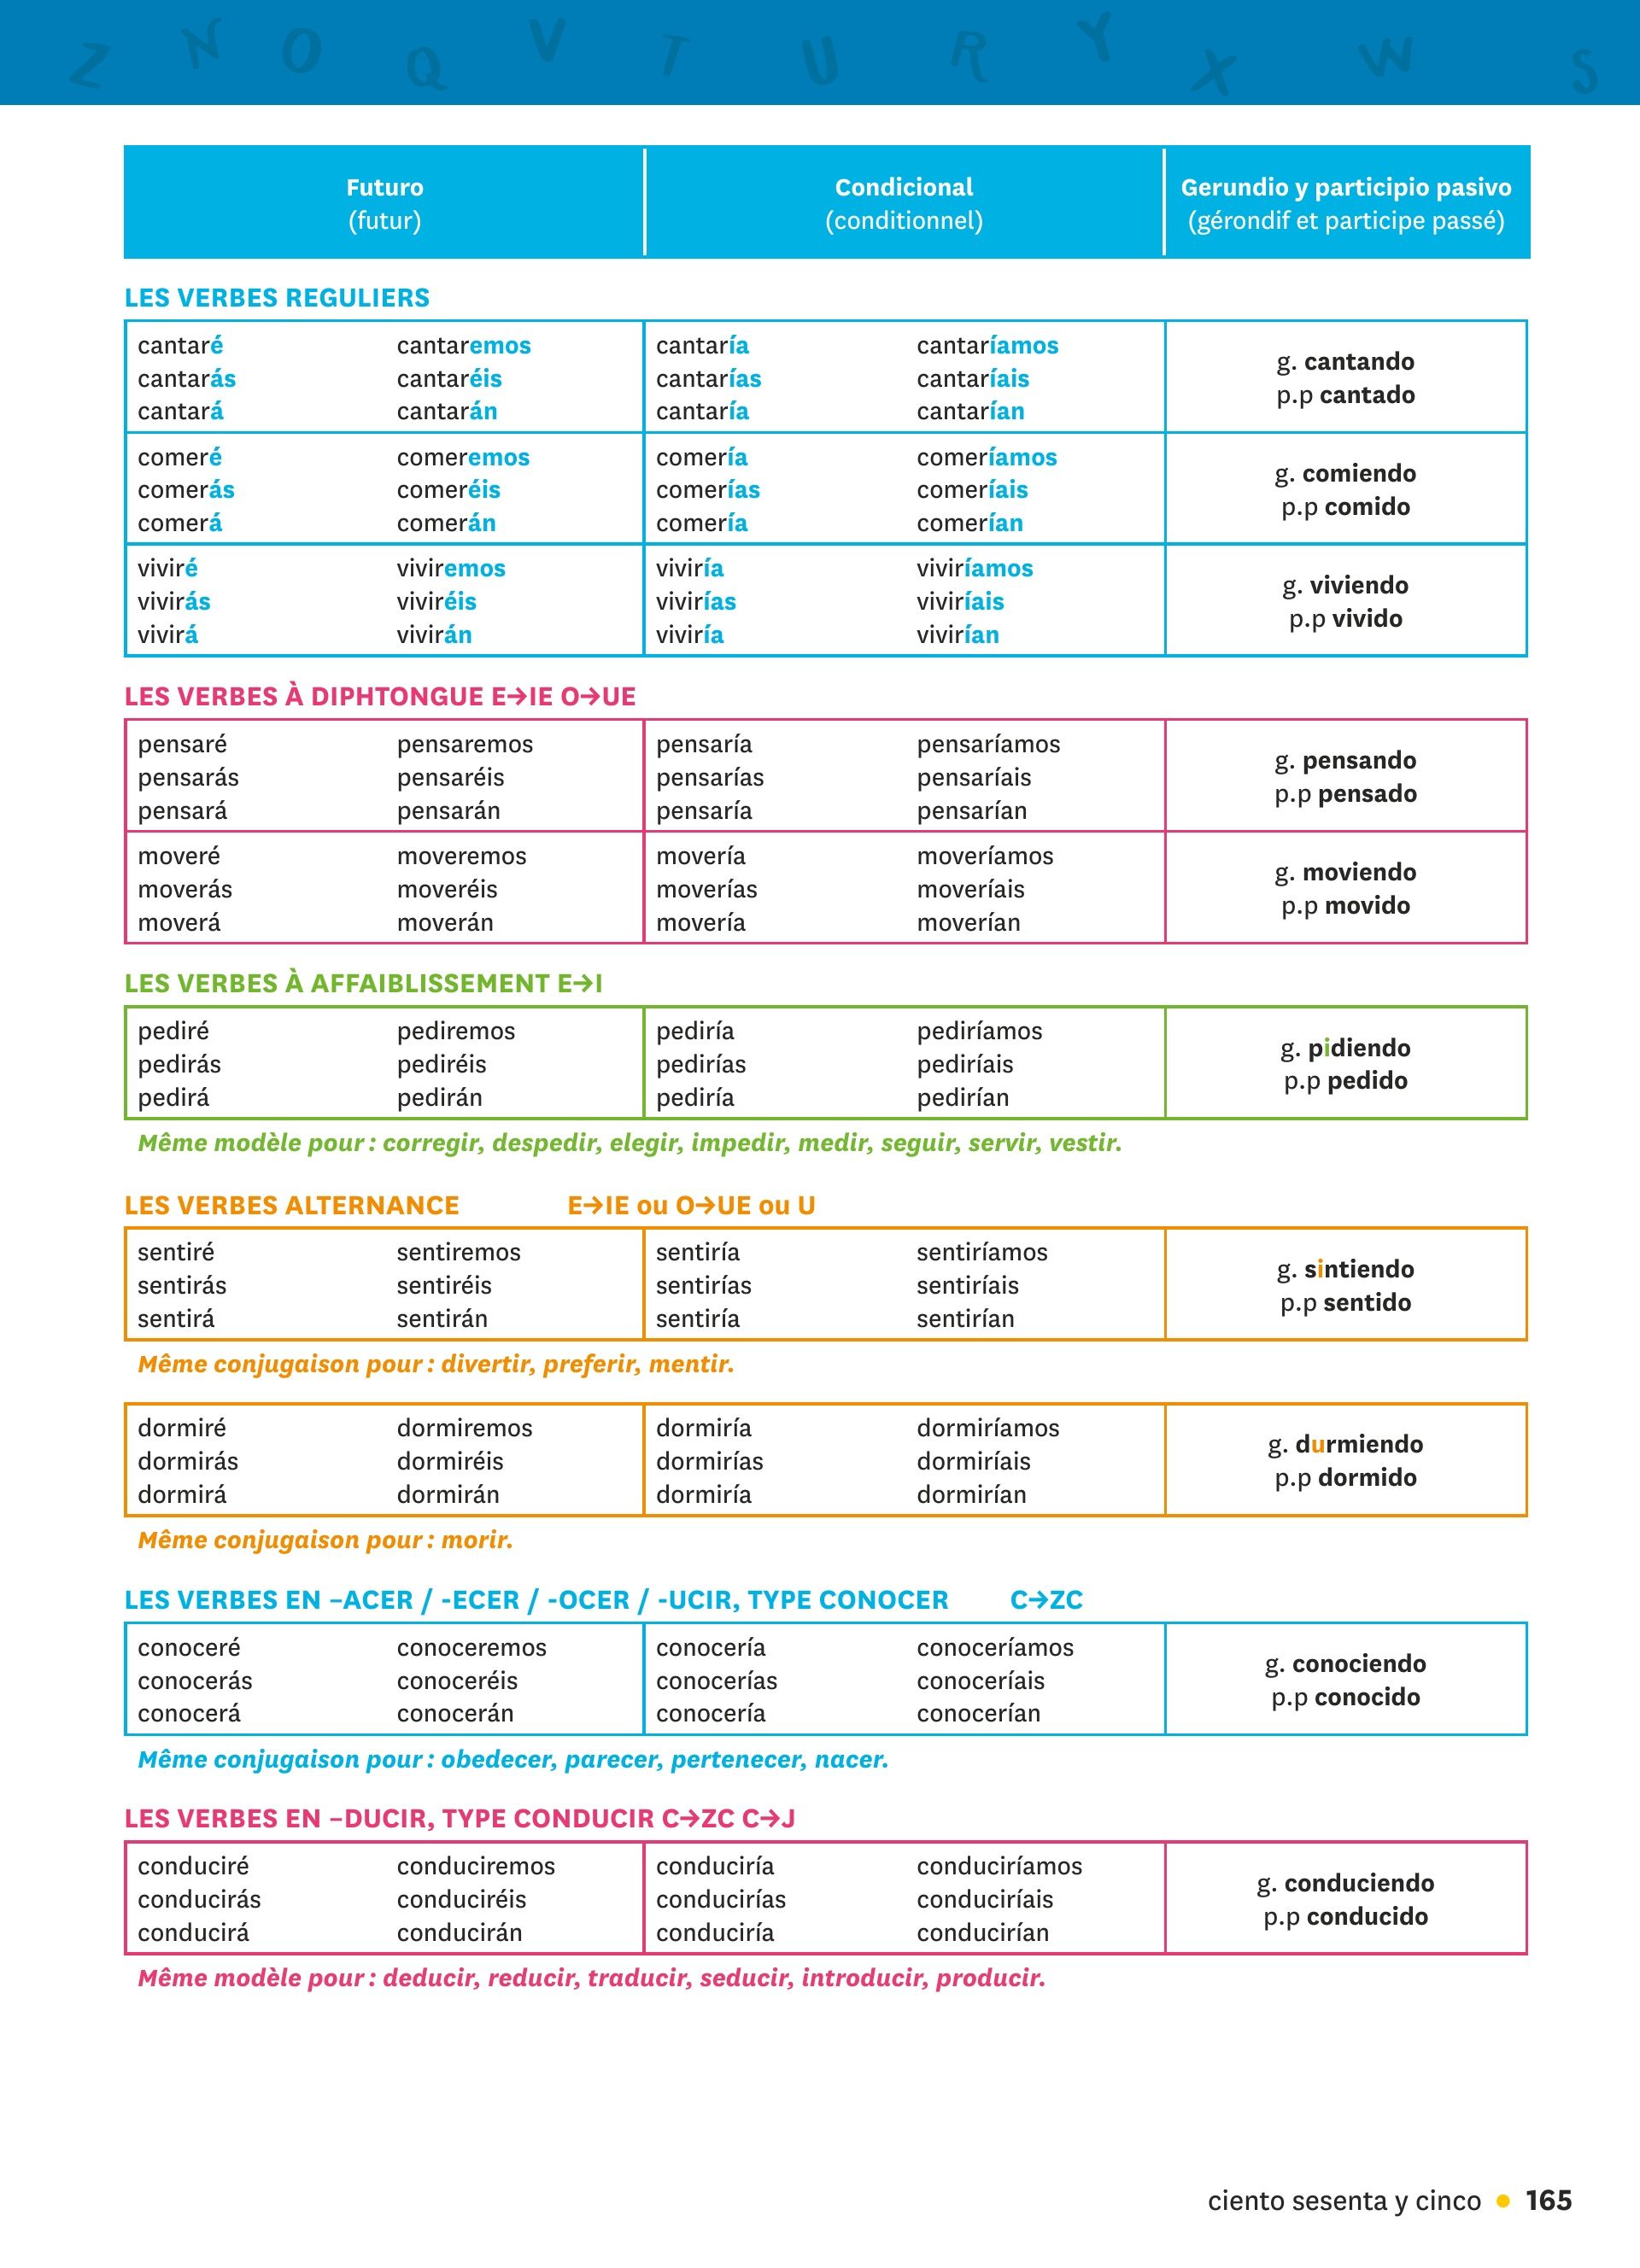 Z N O Q V T U R Y X W S
Futuro Condicional Gerundio y participio pasivo
(futur) (conditionnel) (gérondif et participe passé)
LES VERBES REGULIERS
cantaré cantaremos cantaría cantaríamos
cantarás cantaréis cantarías cantaríais
cantará cantarán cantaría cantarían
g. cantando
p.p cantado
comeré comeremos comería comeríamos
comerás comeréis comerías comeríais
comerá comerán comería comerían
g. comiendo
p.p comido
viviré viviremos viviría viviríamos
vivirás viviréis vivirías viviríais
vivirá vivirán viviría vivirían
g. viviendo
p.p vivido
LES VERBES À DIPHTONGUE E→IE O→UE
pensaré pensaremos pensaría pensaríamos
pensarás pensaréis pensarías pensaríais
pensará pensarán pensaría pensarían
g. pensando
p.p pensado
moveré moveremos movería moveríamos
moverás moveréis moverías moveríais
moverá moverán movería moverían
g. moviendo
p.p movido
LES VERBES À AFFAIBLISSEMENT E→I
pediré pediremos pediría pediríamos
pedirás pediréis pedirías pediríais
pedirá pedirán pediría pedirían
g. pidiendo
p.p pedido
Même modèle pour : corregir, despedir, elegir, impedir, medir, seguir, servir, vestir.
LES VERBES ALTERNANCE E→IE ou O→UE ou U
sentiré sentiremos sentiría sentiríamos
sentirás sentiréis sentirías sentiríais
sentirá sentirán sentiría sentirían
g. sintiendo
p.p sentido
Même conjugaison pour : divertir, preferir, mentir.
dormiré dormiremos dormiría dormiríamos
dormirás dormiréis dormirías dormiríais
dormirá dormirán dormiría dormirían
g. durmiendo
p.p dormido
Même conjugaison pour : morir.
LES VERBES EN –ACER / -ECER / -OCER / -UCIR, TYPE CONOCER C→ZC
conoceré conoceremos conocería conoceríamos
conocerás conoceréis conocerías conoceríais
conocerá conocerán conocería conocerían
g. conociendo
p.p conocido
Même conjugaison pour : obedecer, parecer, pertenecer, nacer.
LES VERBES EN –DUCIR, TYPE CONDUCIR C→ZC C→J
conduciré conduciremos conduciría conduciríamos
conducirás conduciréis conducirías conduciríais
conducirá conducirán conduciría conducirían
g. conduciendo
p.p conducido
Même modèle pour : deducir, reducir, traducir, seducir, introducir, producir.
ciento sesenta y cinco • 165